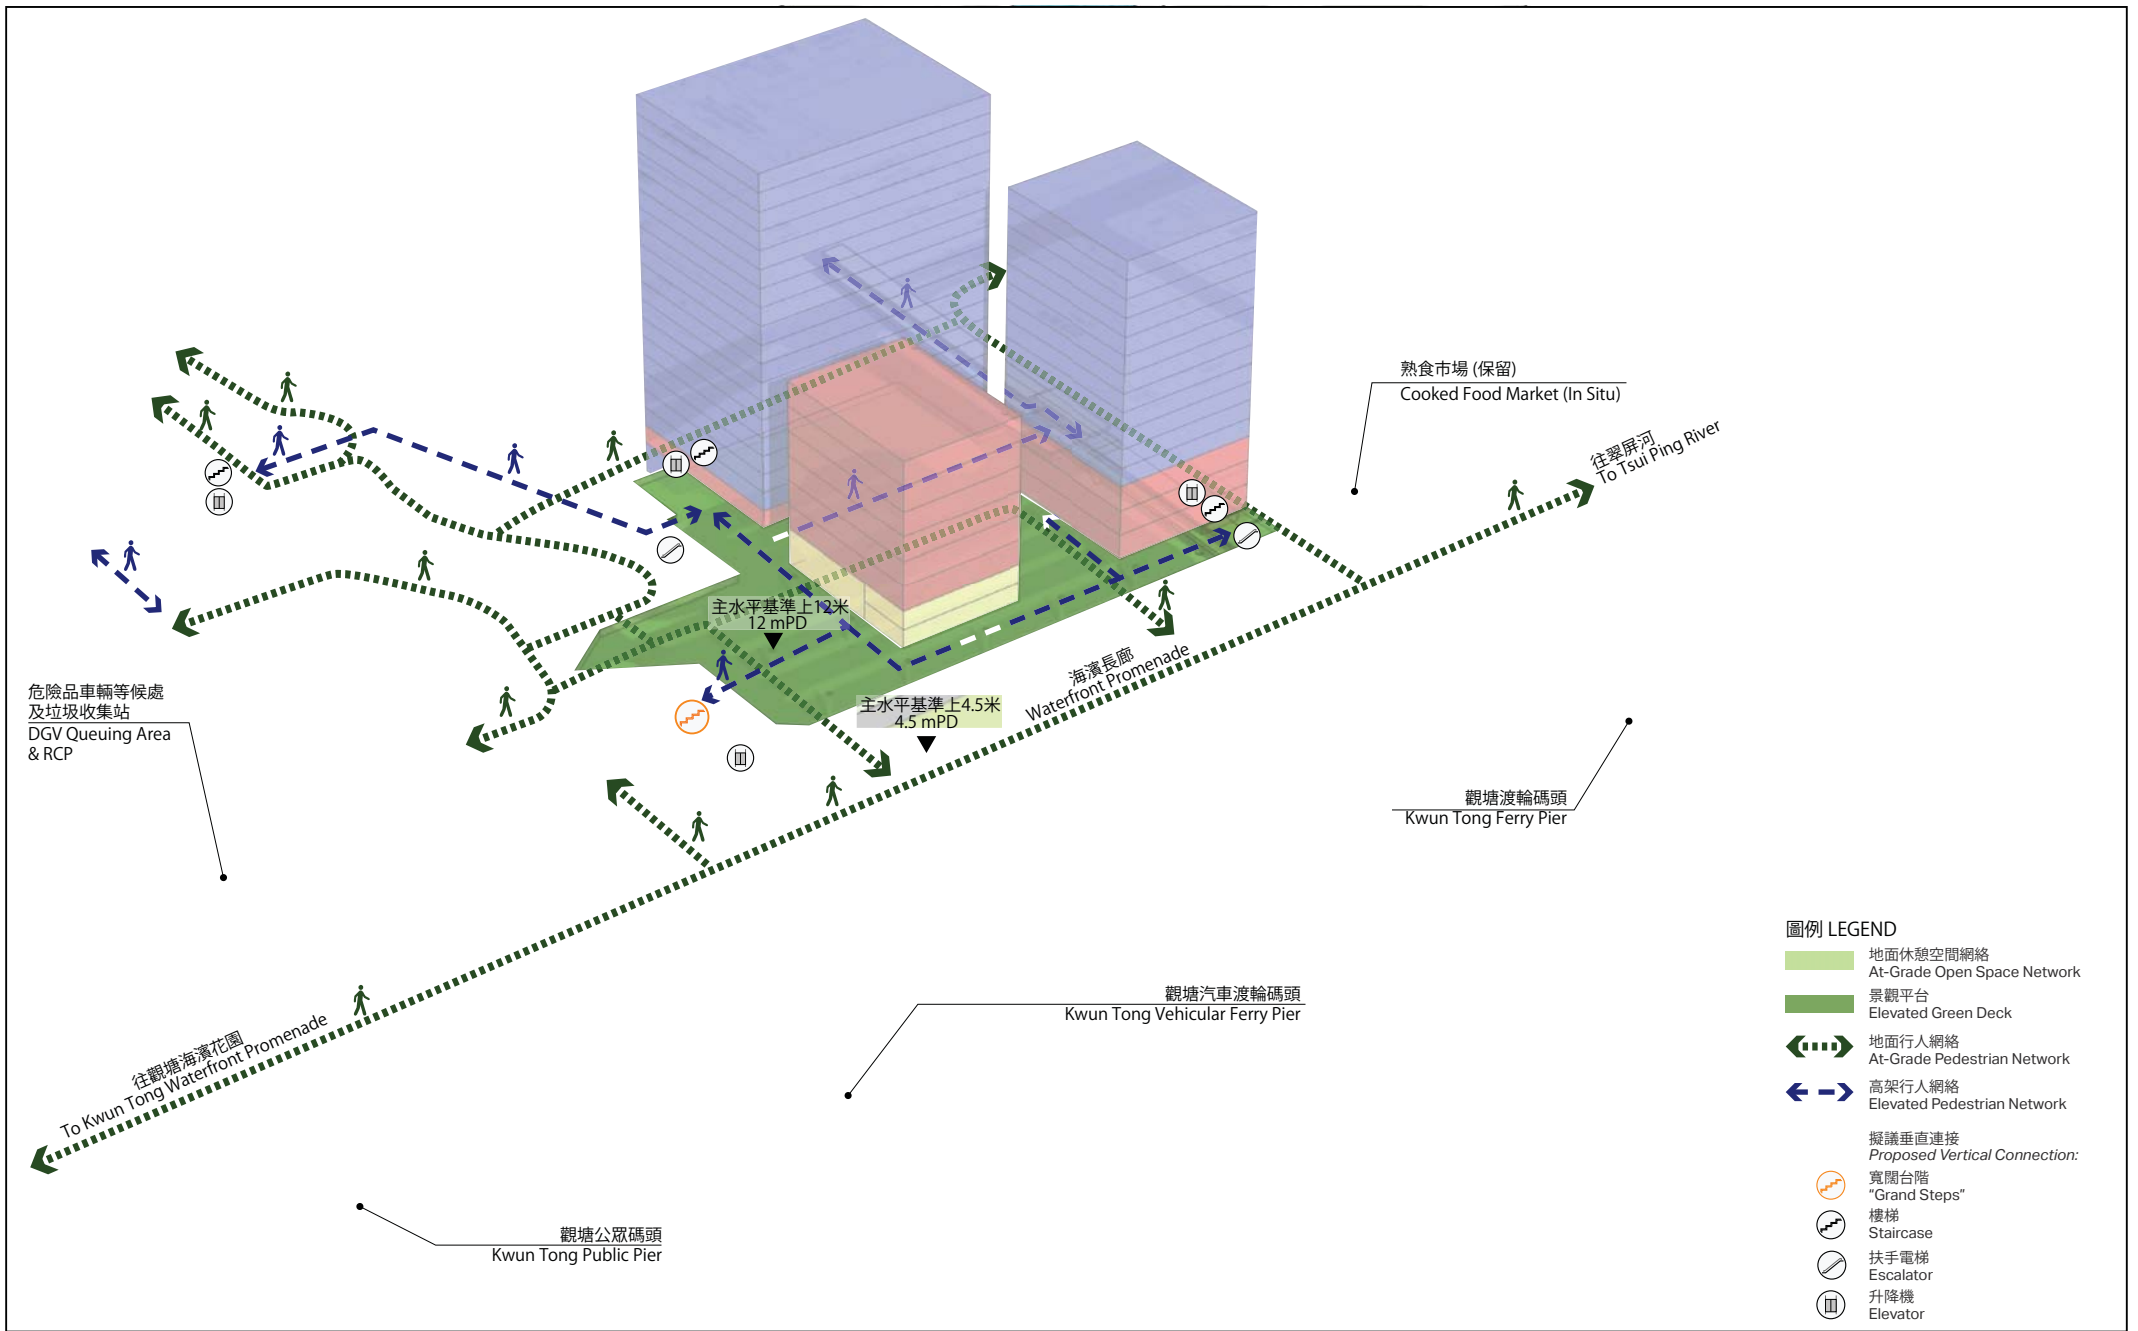 熟食市場 (保留)
Cooked Food Market (In Situ)
往翠屏河
To Tsui Ping River
主水平基準上12米
12 mPD
海濱長廊
Waterfront Promenade
主水平基準上4.5米
4.5 mPD
危險品車輛等候處
及垃圾收集站
DGV Queuing Area
& RCP
觀塘渡輪碼頭
Kwun Tong Ferry Pier
觀塘汽車渡輪碼頭
Kwun Tong Vehicular Ferry Pier
往觀塘海濱花園
To Kwun Tong Waterfront Promenade
觀塘公眾碼頭
Kwun Tong Public Pier
圖例 LEGEND
地面休憩空間網絡
At-Grade Open Space Network
景觀平台
Elevated Green Deck
地面行人網絡
At-Grade Pedestrian Network
高架行人網絡
Elevated Pedestrian Network
擬議垂直連接
Proposed Vertical Connection:
寬闊台階
"Grand Steps"
樓梯
Staircase
扶手電梯
Escalator
升降機
Elevator